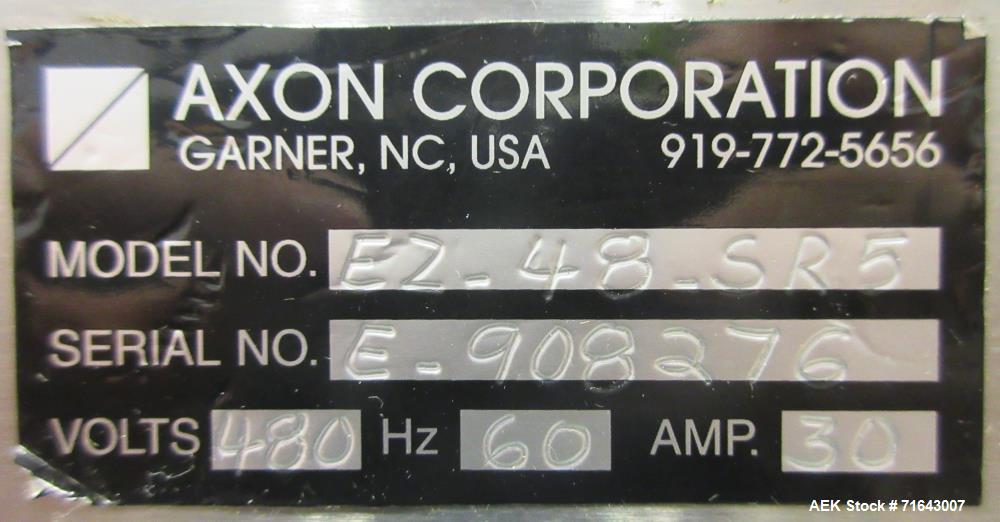 AXON CORPORATION
GARNER, NC, USA 919-772-5656
MODEL NO. EZ-48-SR5
SERIAL NO. E-908276
VOLTS 480 Hz 60 AMP. 30
AEK Stock # 71643007